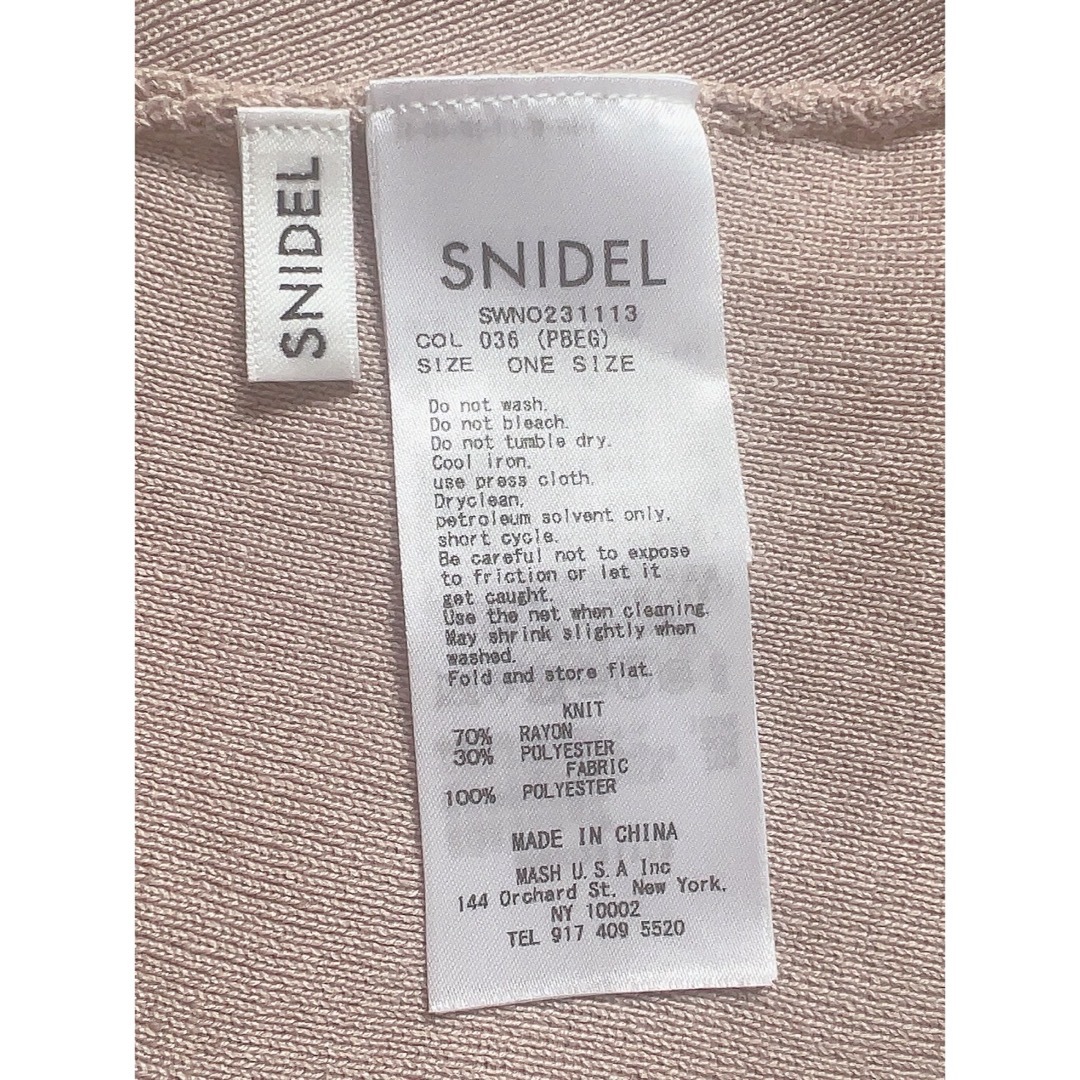 SNIDEL
SNIDEL
SWNO231113
COL 036 (PBEG)
SIZE ONE SIZE
Do not wash.
Do not bleach.
Do not tumble dry.
Cool iron.
use press cloth.
Dryclean,
petroleum solvent only,
short cycle.
Be careful not to expose
to friction or let it
get caught.
Use the net when cleaning.
May shrink slightly when
washed.
Fold and store flat.
KNIT
70% RAYON
30% POLYESTER
FABRIC
100% POLYESTER
MADE IN CHINA
MASH U.S.A Inc
144 Orchard St. New York,
NY 10002
TEL 917 409 5520